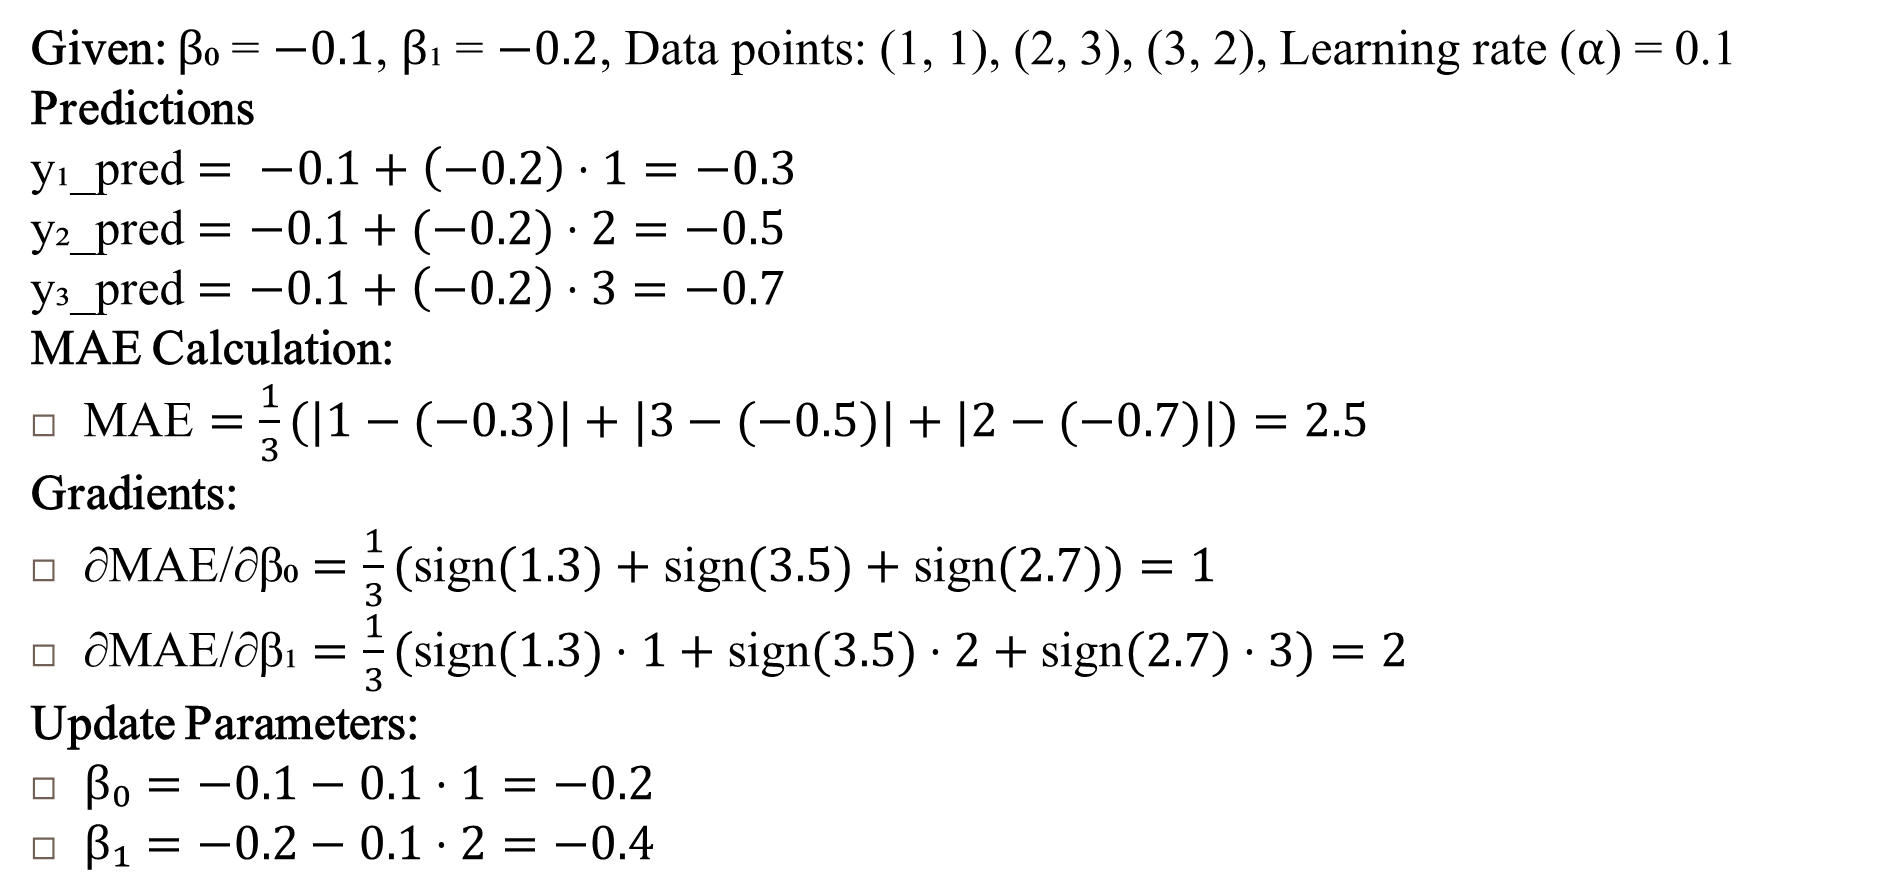 Given: β₀ = −0.1, β₁ = −0.2, Data points: (1, 1), (2, 3), (3, 2), Learning rate (α) = 0.1
Predictions
y₁_pred = −0.1 + (−0.2) · 1 = −0.3
y₂_pred = −0.1 + (−0.2) · 2 = −0.5
y₃_pred = −0.1 + (−0.2) · 3 = −0.7
MAE Calculation:
□ MAE = 1/3 (|1 − (−0.3)| + |3 − (−0.5)| + |2 − (−0.7)|) = 2.5
Gradients:
□ ∂MAE/∂β₀ = 1/3 (sign(1.3) + sign(3.5) + sign(2.7)) = 1
□ ∂MAE/∂β₁ = 1/3 (sign(1.3) · 1 + sign(3.5) · 2 + sign(2.7) · 3) = 2
Update Parameters:
□ β₀ = −0.1 − 0.1 · 1 = −0.2
□ β₁ = −0.2 − 0.1 · 2 = −0.4